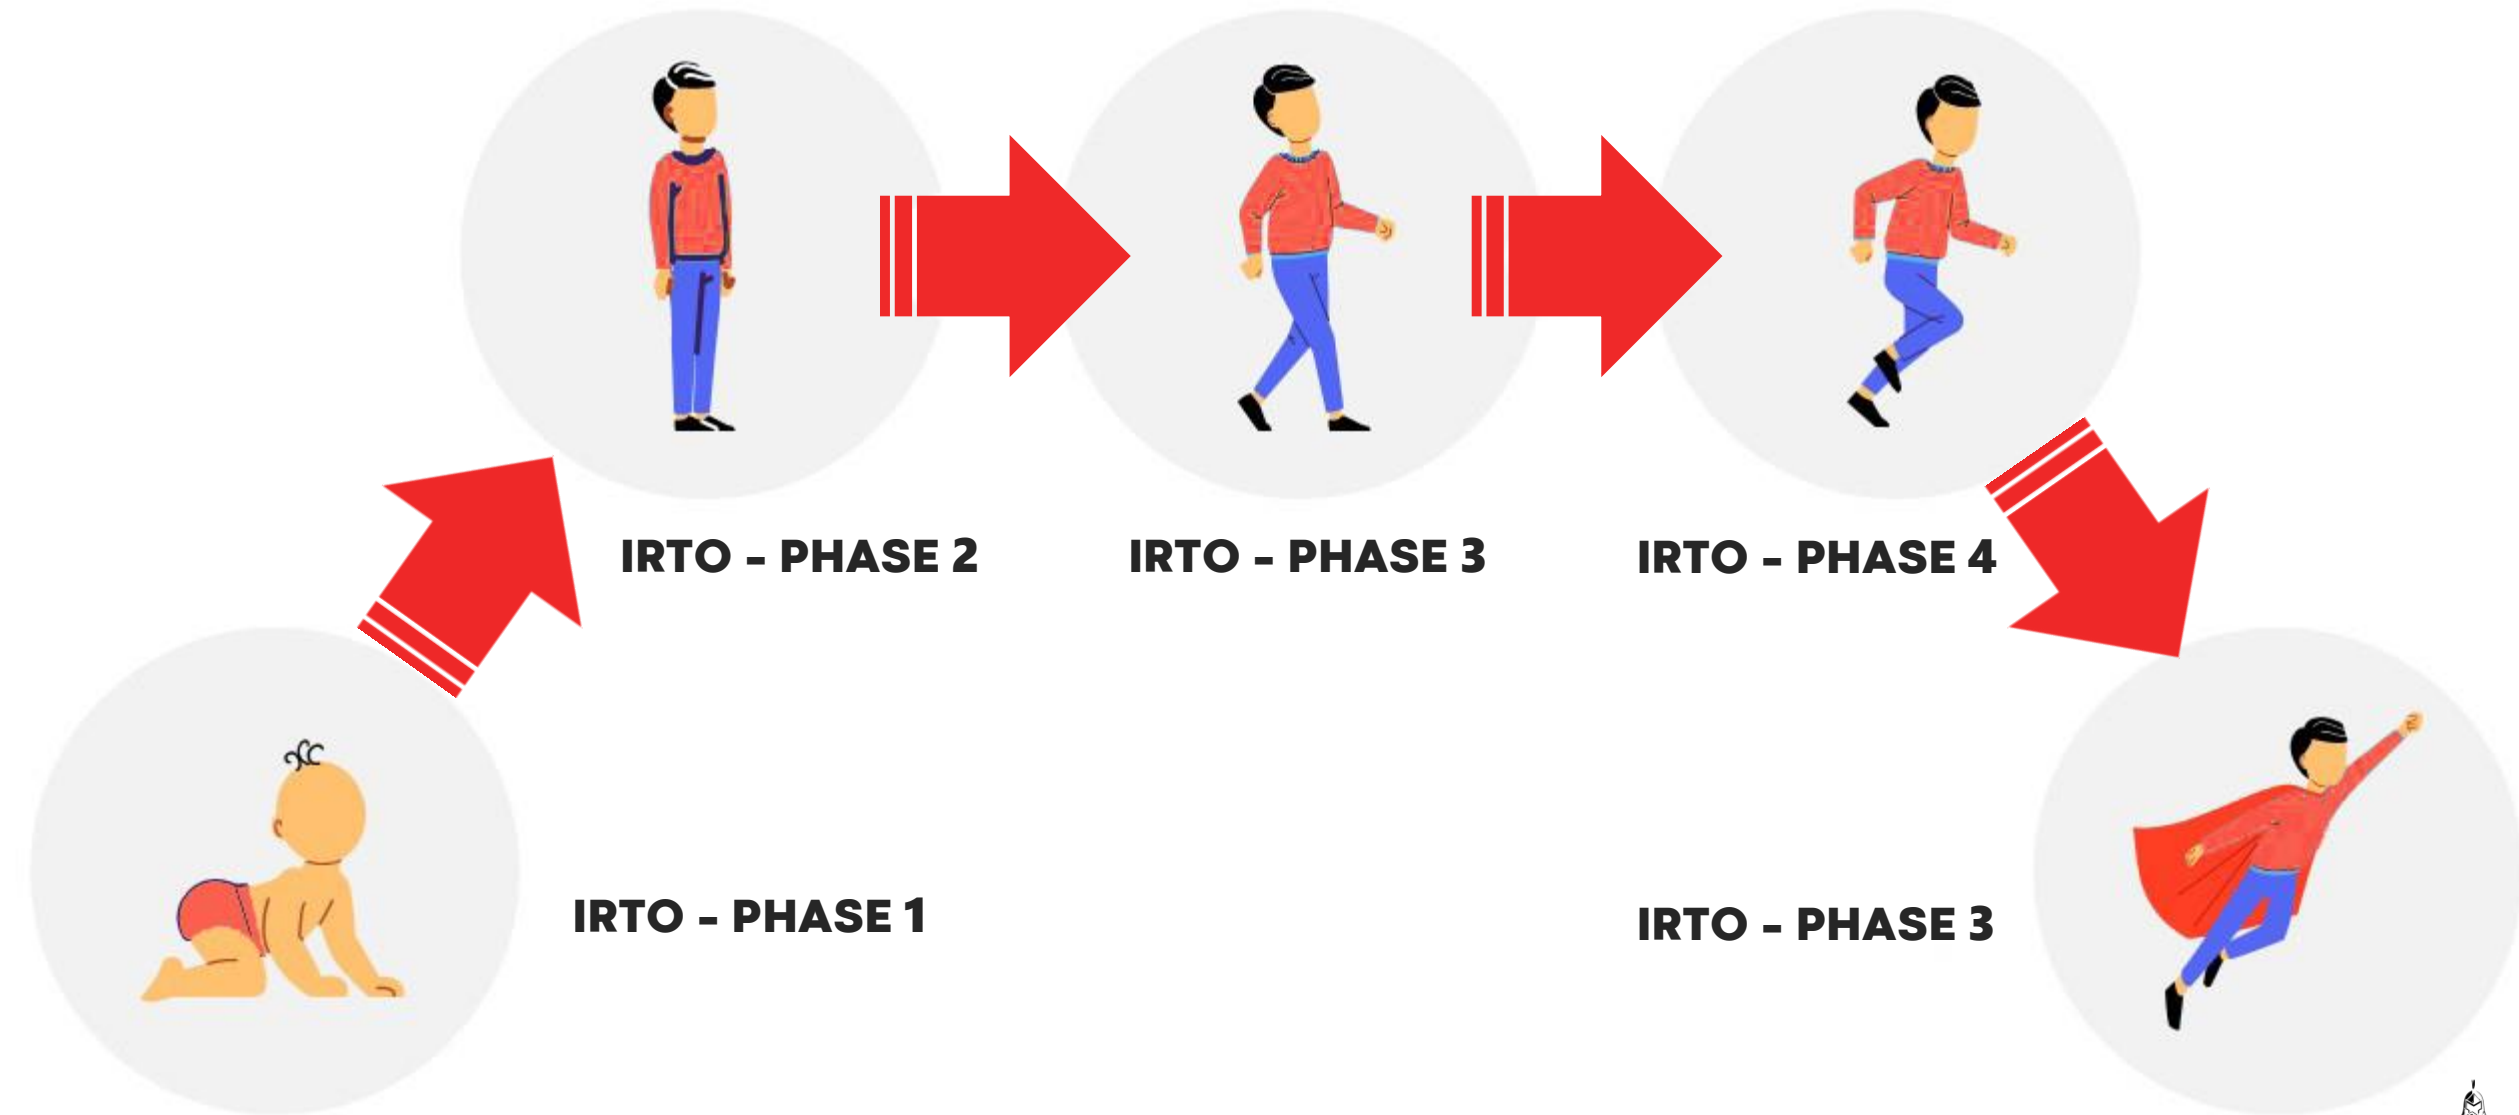 IRTO - PHASE 2
IRTO - PHASE 3
IRTO - PHASE 4
IRTO - PHASE 1
IRTO - PHASE 3